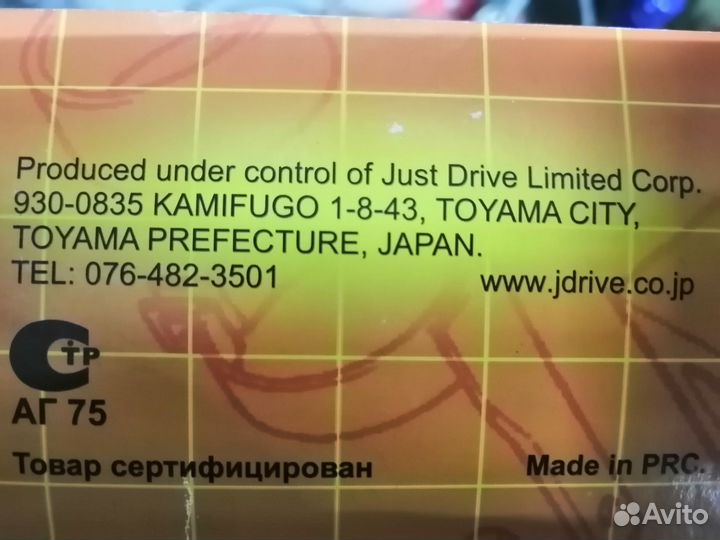 Produced under control of Just Drive Limited Corp.
930-0835 KAMIFUGO 1-8-43, TOYAMA CITY,
TOYAMA PREFECTURE, JAPAN.
TEL: 076-482-3501 www.jdrive.co.jp
СТР
АГ 75
Товар сертифицирован Made in PRC.
Avito